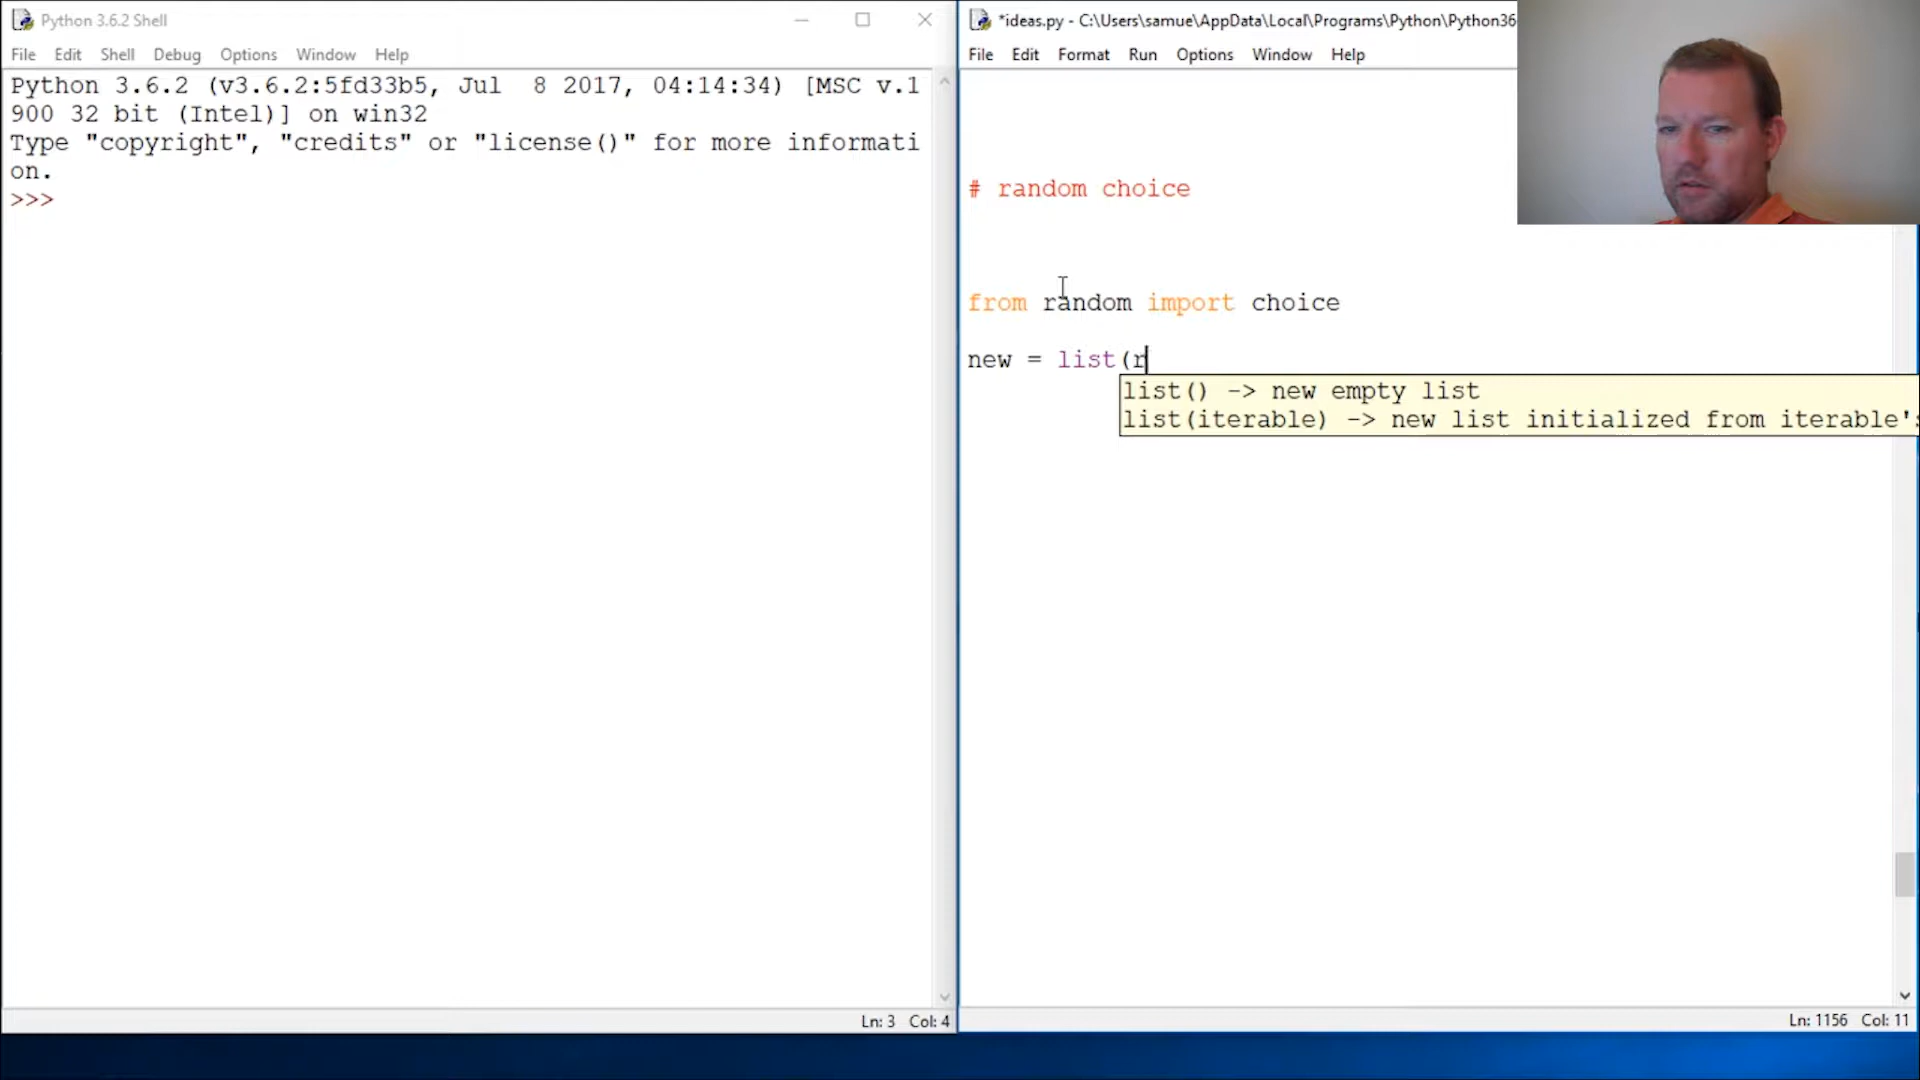 Python 3.6.2 Shell
File Edit Shell Debug Options Window Help
Python 3.6.2 (v3.6.2:5fd33b5, Jul  8 2017, 04:14:34) [MSC v.1
900 32 bit (Intel)] on win32
Type "copyright", "credits" or "license()" for more informati
on.
>>>
Ln: 3 Col: 4
*ideas.py - C:\Users\samue\AppData\Local\Programs\Python\Python36
File Edit Format Run Options Window Help
# random choice
from random import choice
new = list(r
list() -> new empty list
list(iterable) -> new list initialized from iterable's
Ln: 1156 Col: 11